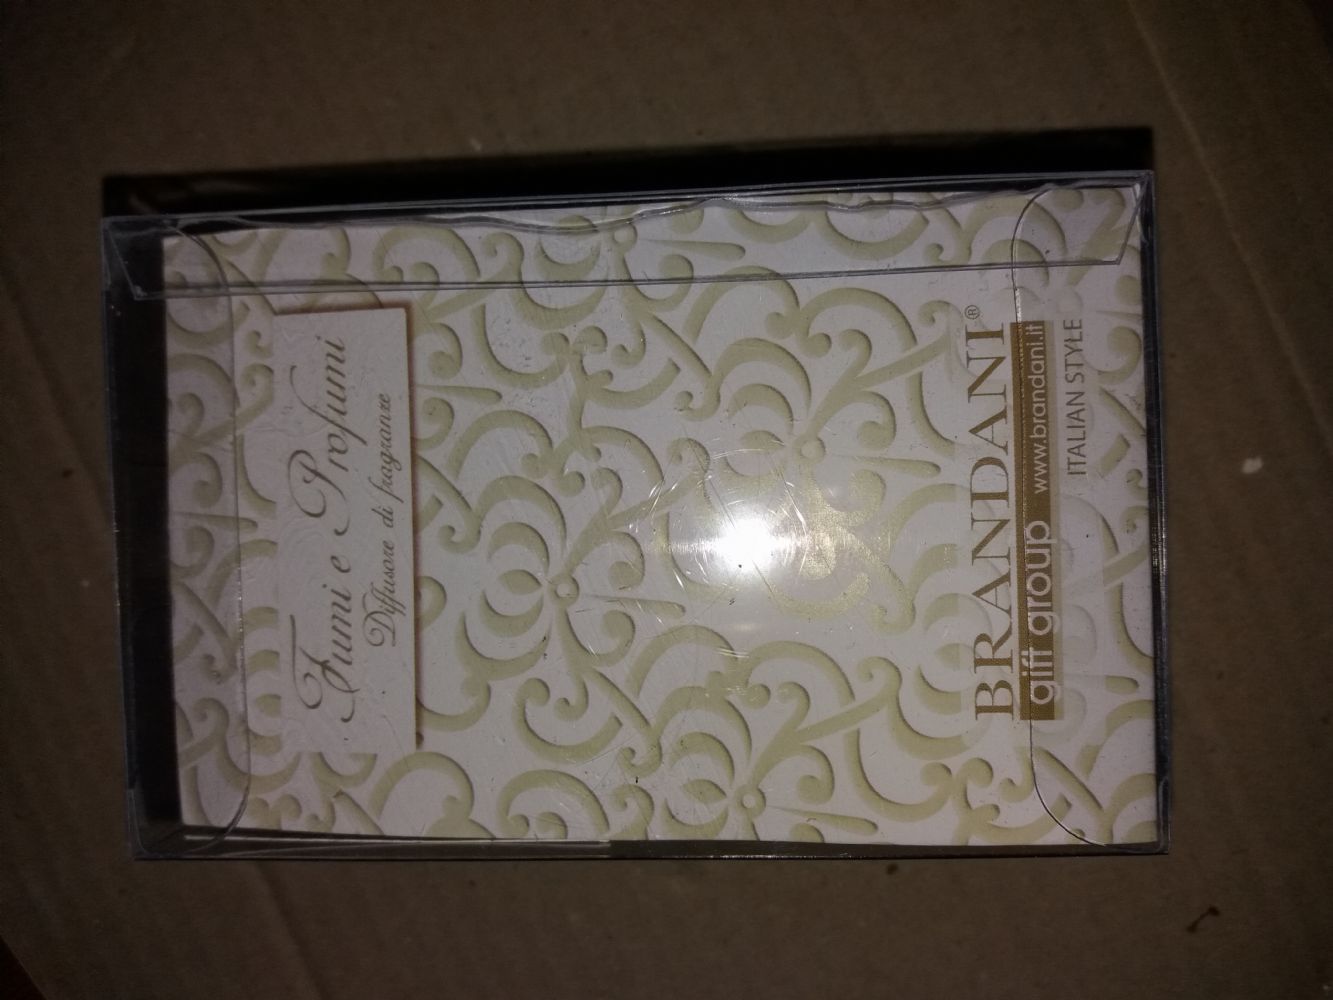 Fumi e Profumi
Diffusore di fragranze
BRANDANI®
gift group www.brandani.it
ITALIAN STYLE